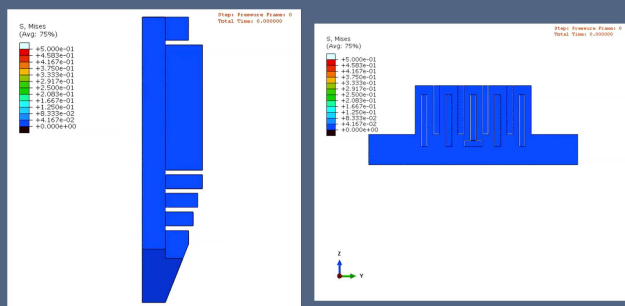 Step: Pressure Frame: 0
Total Time: 0.000000
S, Mises
(Avg: 75%)
+5.000e-01
+4.583e-01
+4.167e-01
+3.750e-01
+3.333e-01
+2.917e-01
+2.500e-01
+2.083e-01
+1.667e-01
+1.250e-01
+8.333e-02
+4.167e-02
+0.000e+00
Step: Pressure Frame: 0
Total Time: 0.000000
S, Mises
(Avg: 75%)
+5.000e-01
+4.583e-01
+4.167e-01
+3.750e-01
+3.333e-01
+2.917e-01
+2.500e-01
+2.083e-01
+1.667e-01
+1.250e-01
+8.333e-02
+4.167e-02
+0.000e+00
Z
Y